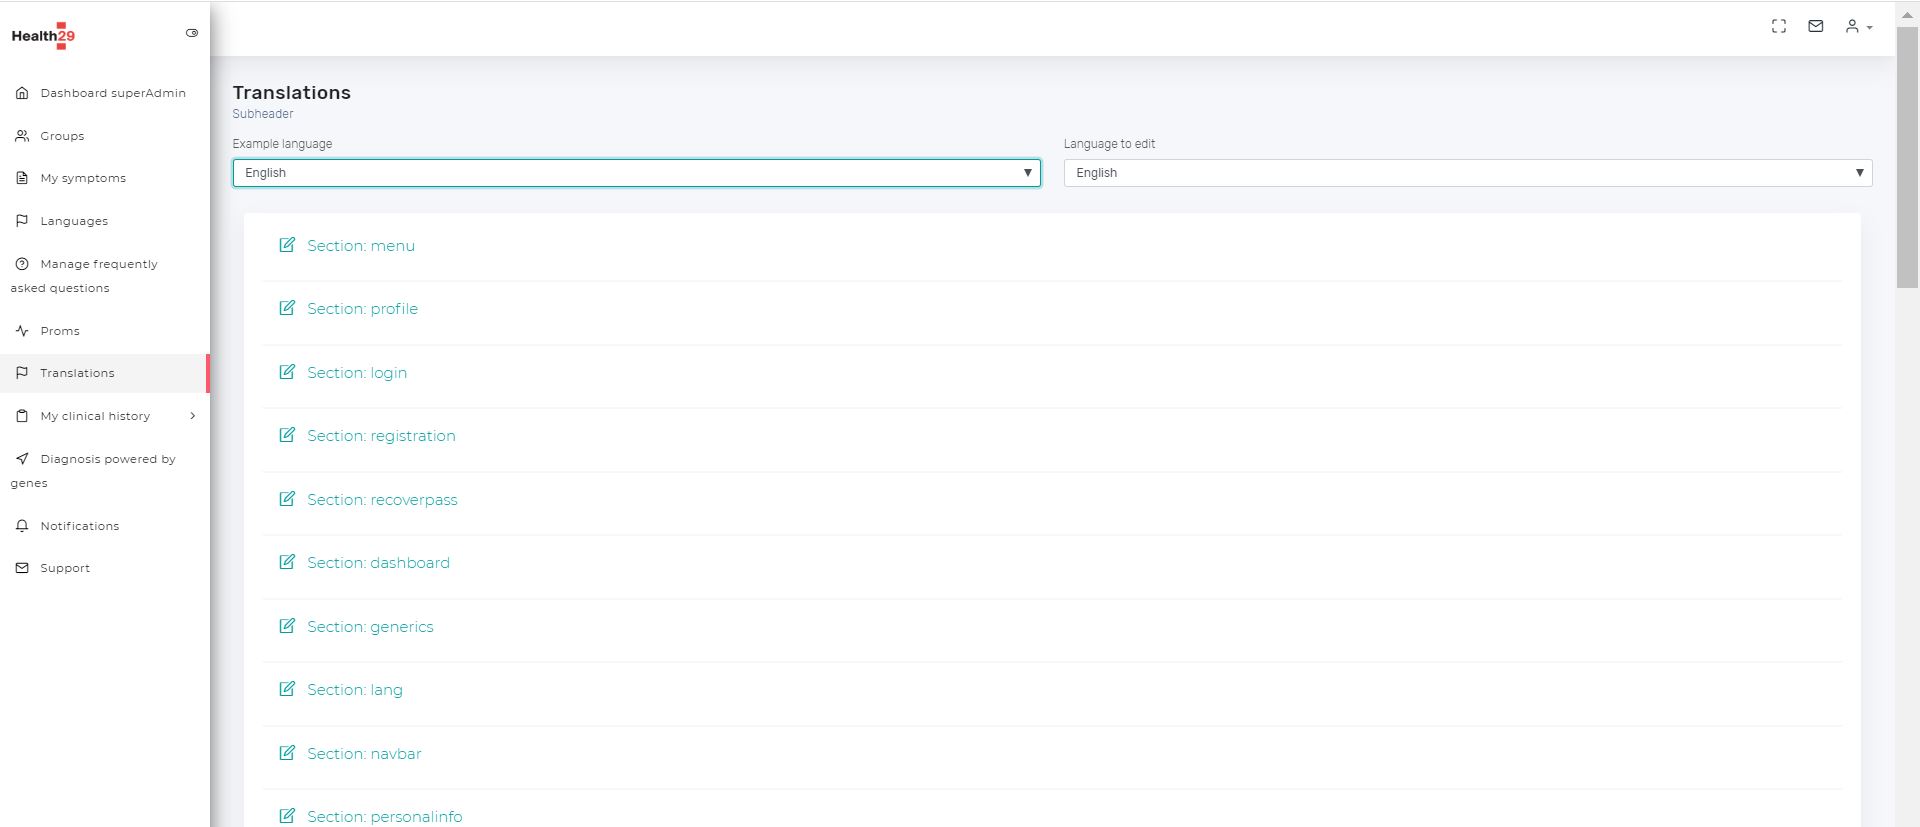 Health29
Dashboard superAdmin
Groups
My symptoms
Languages
Manage frequently
asked questions
Proms
Translations
My clinical history
Diagnosis powered by
genes
Notifications
Support
Translations
Subheader
Example language
Language to edit
English
English
Section: menu
Section: profile
Section: login
Section: registration
Section: recoverpass
Section: dashboard
Section: generics
Section: lang
Section: navbar
Section: personalinfo